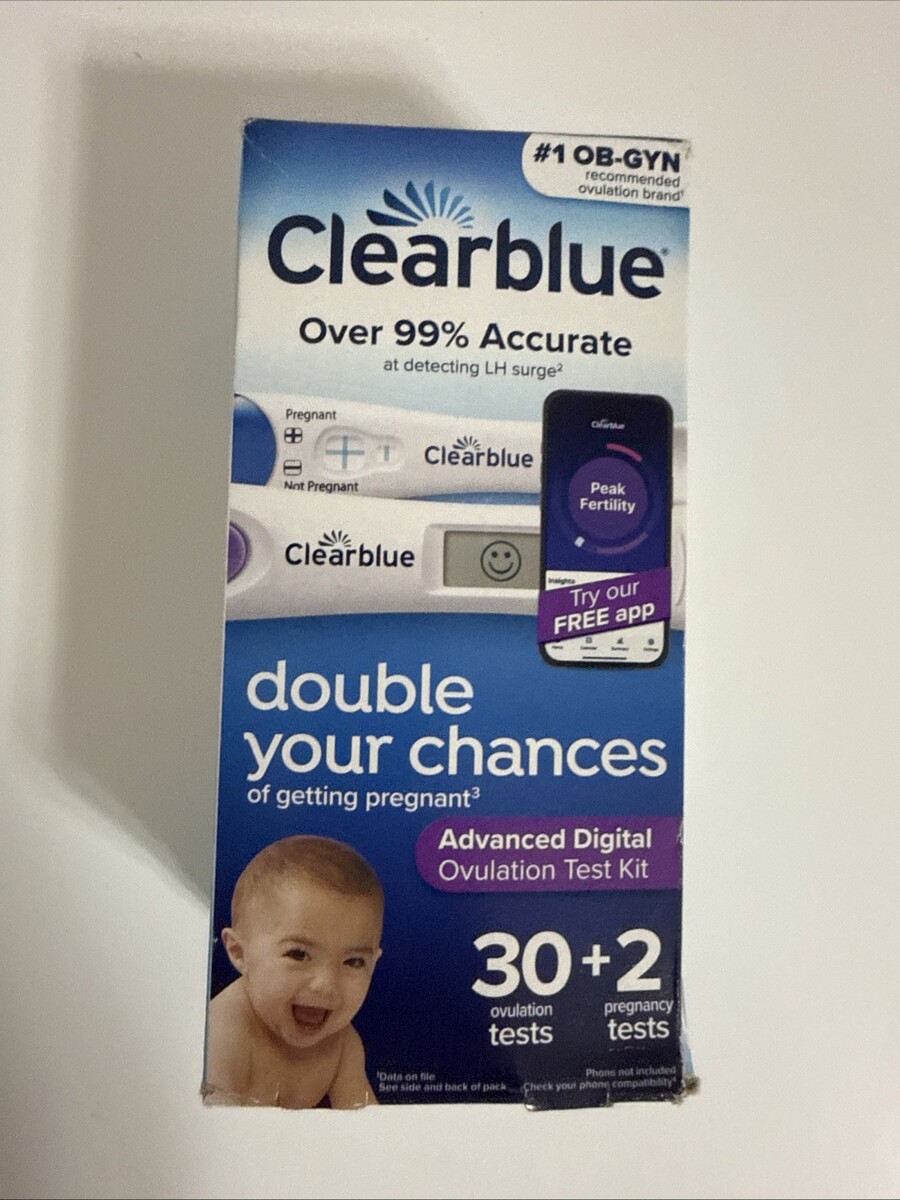 #1 OB-GYN
recommended
ovulation brand¹
Clearblue®
Over 99% Accurate
at detecting LH surge²
Pregnant
Not Pregnant
Clearblue
Clearblue
Clearblue
Peak
Fertility
Insights
Try our
FREE app
double
your chances
of getting pregnant³
Advanced Digital
Ovulation Test Kit
30 + 2
ovulation pregnancy
tests tests
¹Data on file
See side and back of pack
Phone not included
Check your phone compatibility⁴